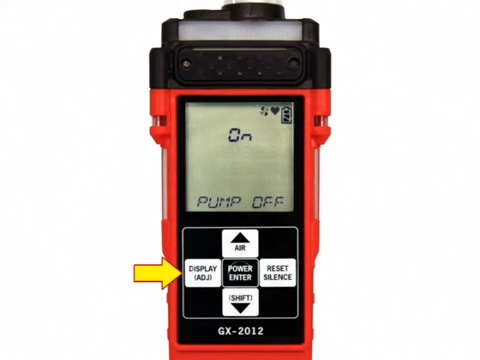 On
PUMP OFF
AIR
DISPLAY
(ADJ)
POWER
ENTER
RESET
SILENCE
(SHIFT)
GX-2012